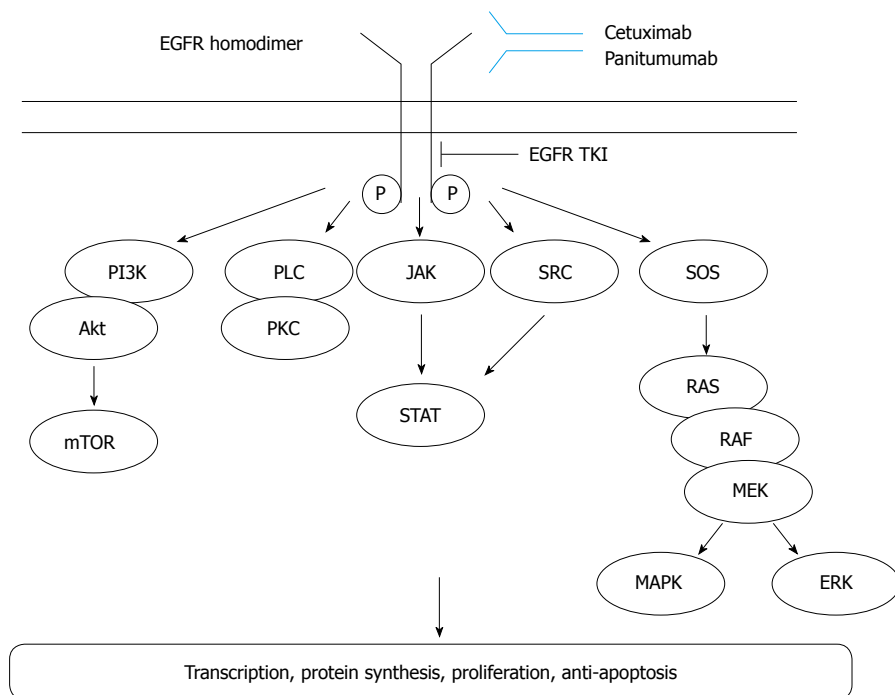 EGFR homodimer
Cetuximab
Panitumumab
EGFR TKI
P
P
PI3K
PLC
JAK
SRC
SOS
Akt
PKC
RAS
STAT
mTOR
RAF
MEK
MAPK
ERK
Transcription, protein synthesis, proliferation, anti-apoptosis